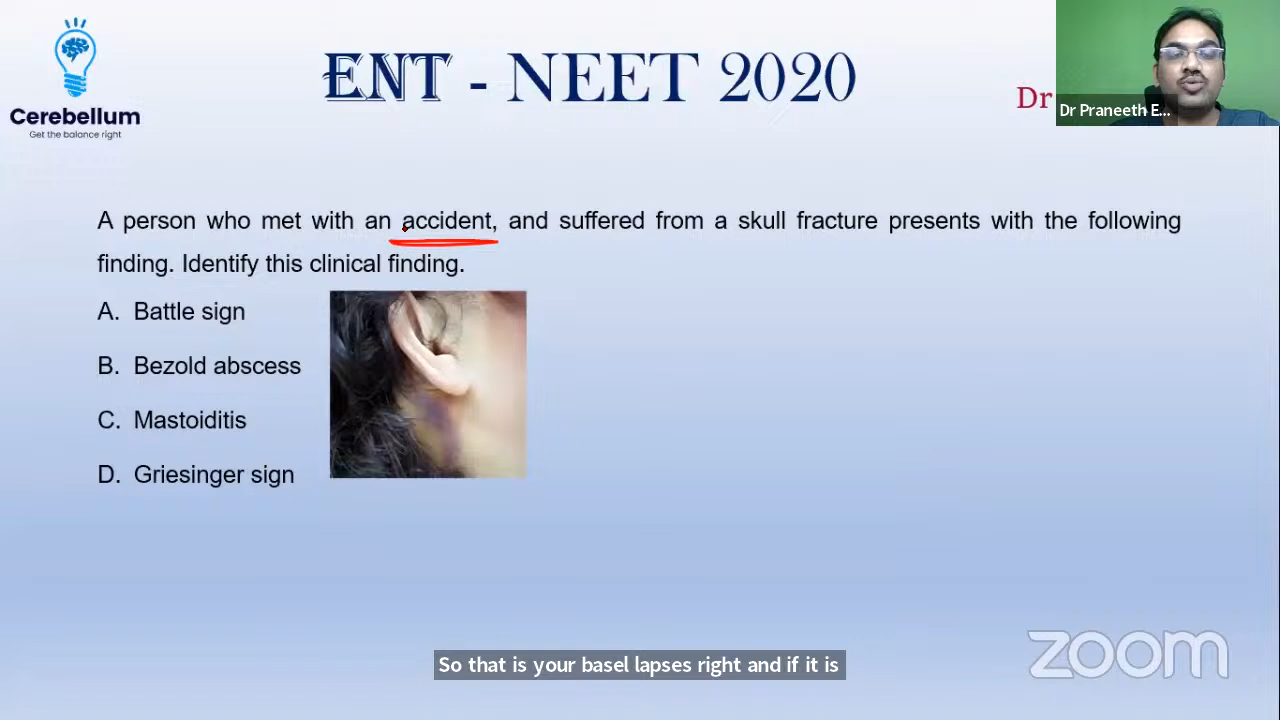 ENT - NEET 2020
Cerebellum
Get the balance right
Dr
Dr Praneeth E...
A person who met with an accident, and suffered from a skull fracture presents with the following
finding. Identify this clinical finding.
A. Battle sign
B. Bezold abscess
C. Mastoiditis
D. Griesinger sign
So that is your basel lapses right and if it is
zoom